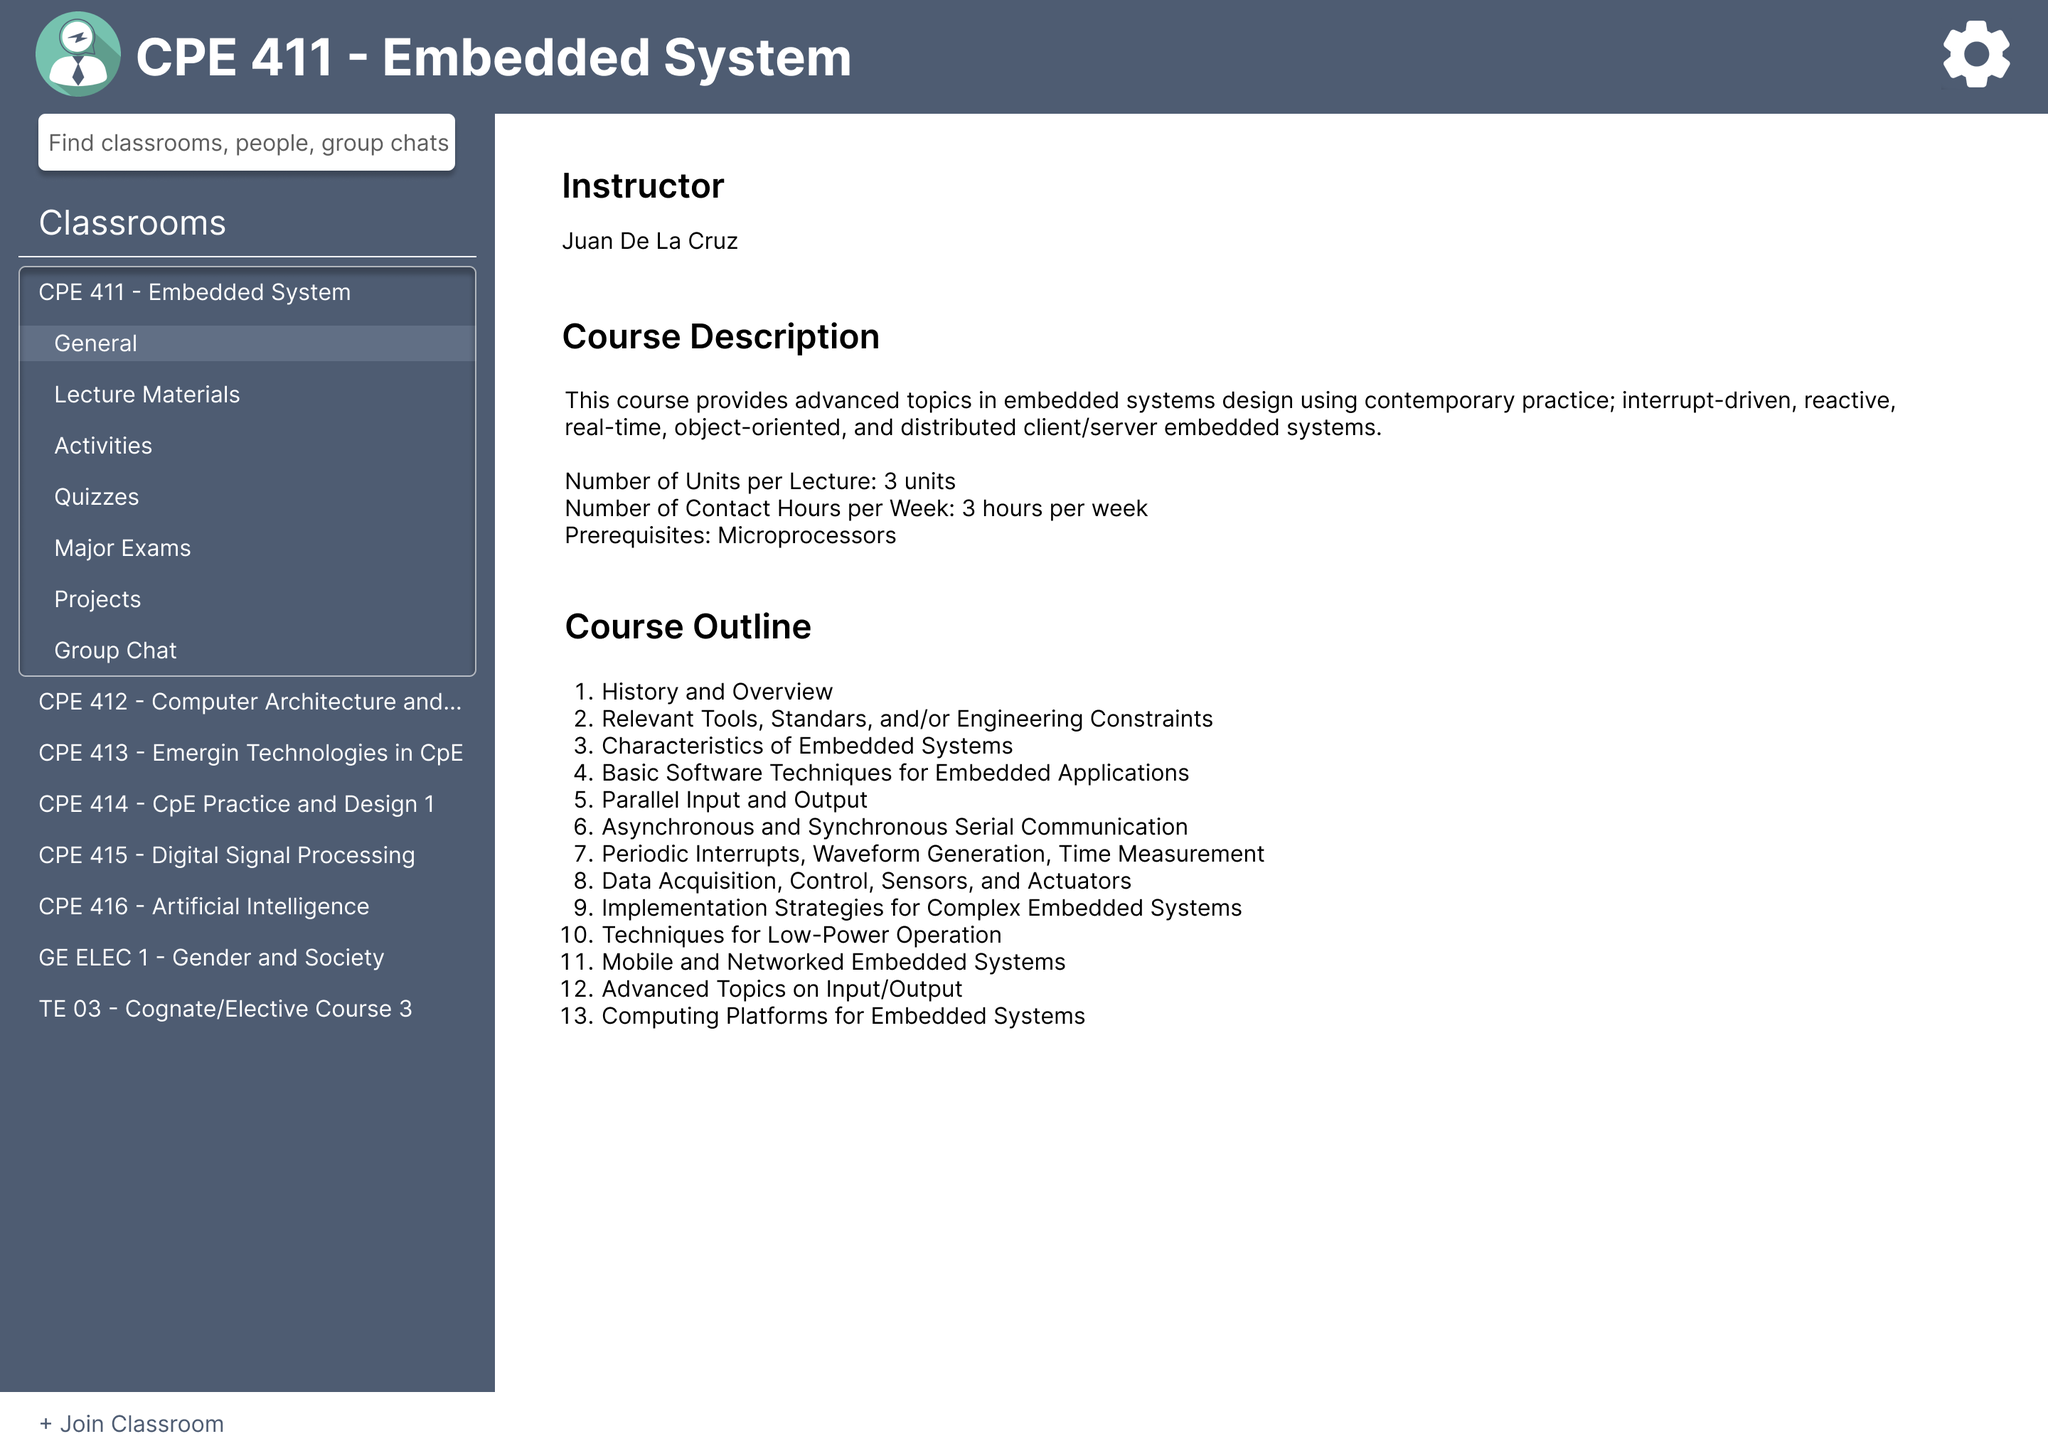 CPE 411 - Embedded System
Find classrooms, people, group chats
Classrooms
CPE 411 - Embedded System
General
Lecture Materials
Activities
Quizzes
Major Exams
Projects
Group Chat
CPE 412 - Computer Architecture and...
CPE 413 - Emergin Technologies in CpE
CPE 414 - CpE Practice and Design 1
CPE 415 - Digital Signal Processing
CPE 416 - Artificial Intelligence
GE ELEC 1 - Gender and Society
TE 03 - Cognate/Elective Course 3
+ Join Classroom
Instructor
Juan De La Cruz
Course Description
This course provides advanced topics in embedded systems design using contemporary practice; interrupt-driven, reactive,
real-time, object-oriented, and distributed client/server embedded systems.
Number of Units per Lecture: 3 units
Number of Contact Hours per Week: 3 hours per week
Prerequisites: Microprocessors
Course Outline
1. History and Overview
2. Relevant Tools, Standars, and/or Engineering Constraints
3. Characteristics of Embedded Systems
4. Basic Software Techniques for Embedded Applications
5. Parallel Input and Output
6. Asynchronous and Synchronous Serial Communication
7. Periodic Interrupts, Waveform Generation, Time Measurement
8. Data Acquisition, Control, Sensors, and Actuators
9. Implementation Strategies for Complex Embedded Systems
10. Techniques for Low-Power Operation
11. Mobile and Networked Embedded Systems
12. Advanced Topics on Input/Output
13. Computing Platforms for Embedded Systems